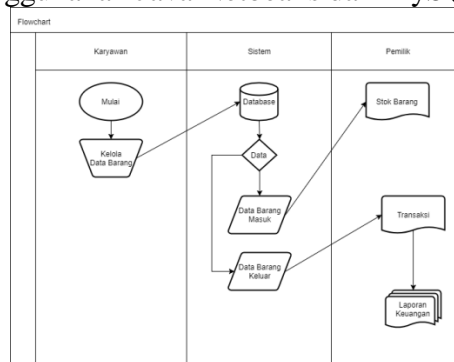 Flowchart
Karyawan
Sistem
Pemilik
Mulai
Database
Stok Barang
Kelola
Data Barang
Data
Data Barang
Masuk
Transaksi
Data Barang
Keluar
Laporan
Keuangan